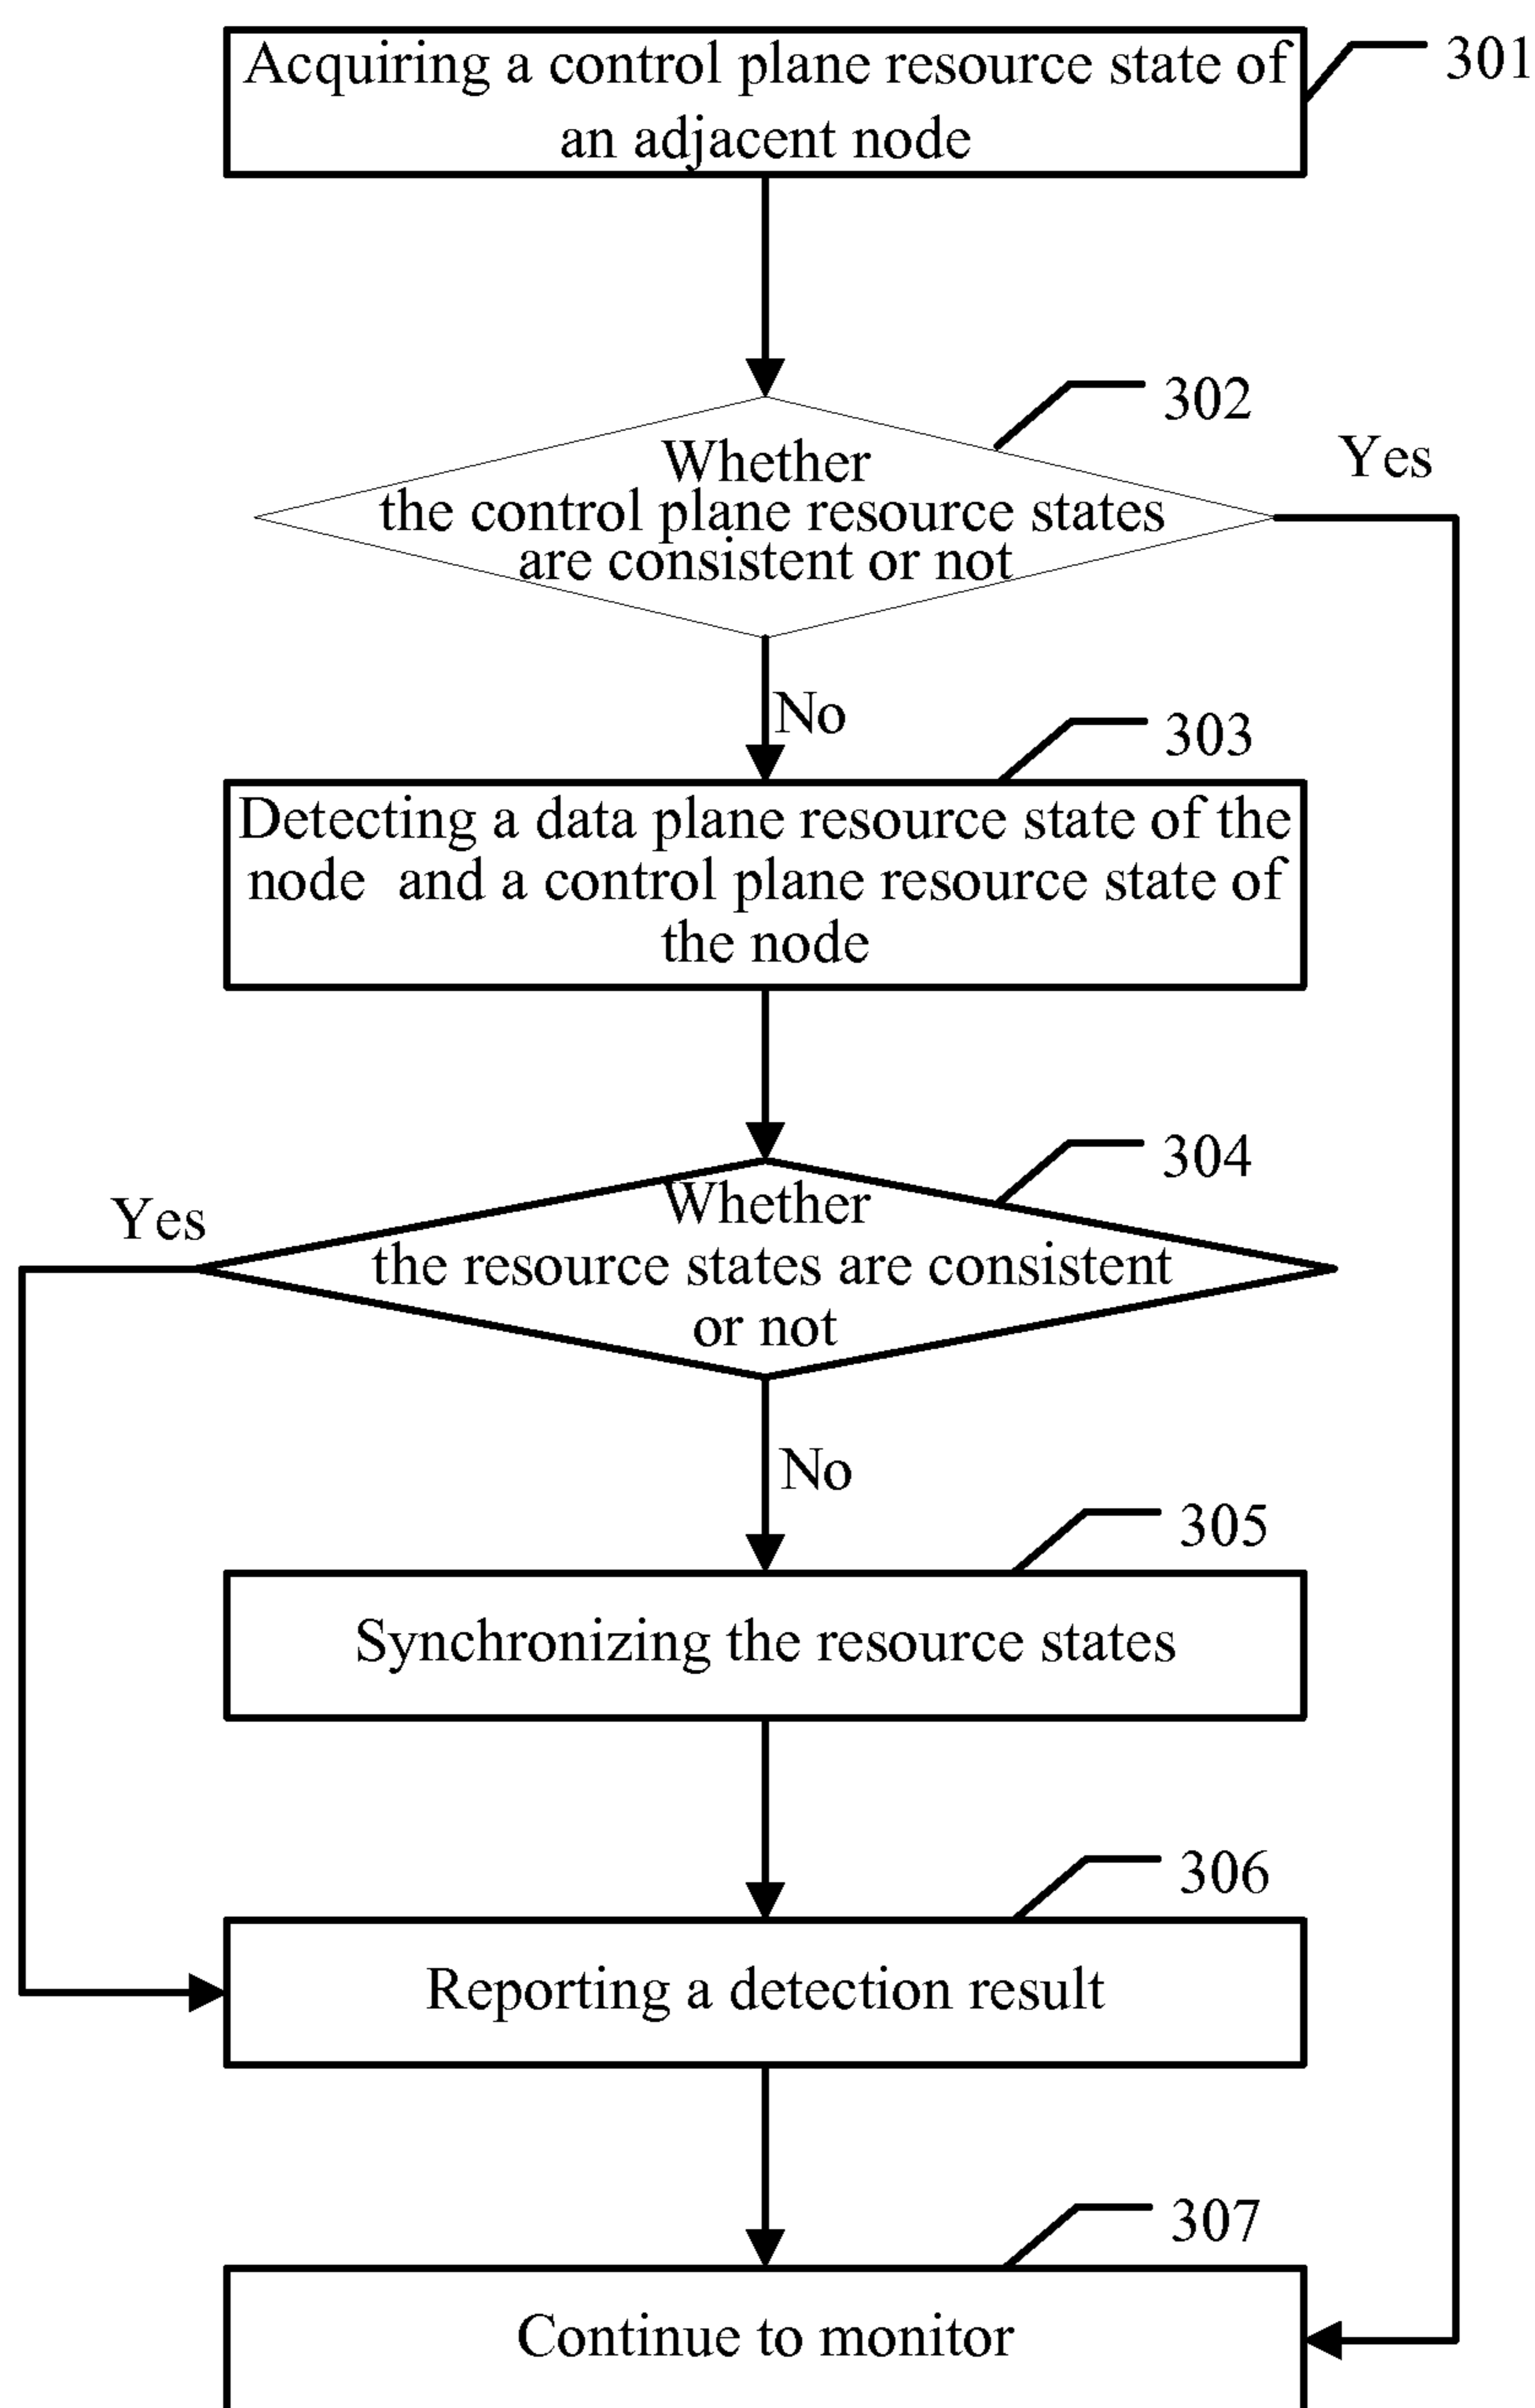 Acquiring a control plane resource state of
an adjacent node
301
302
Whether
the control plane resource states
are consistent or not
Yes
No
303
Detecting a data plane resource state of the
node and a control plane resource state of
the node
304
Yes
Whether
the resource states are consistent
or not
No
305
Synchronizing the resource states
306
Reporting a detection result
307
Continue to monitor